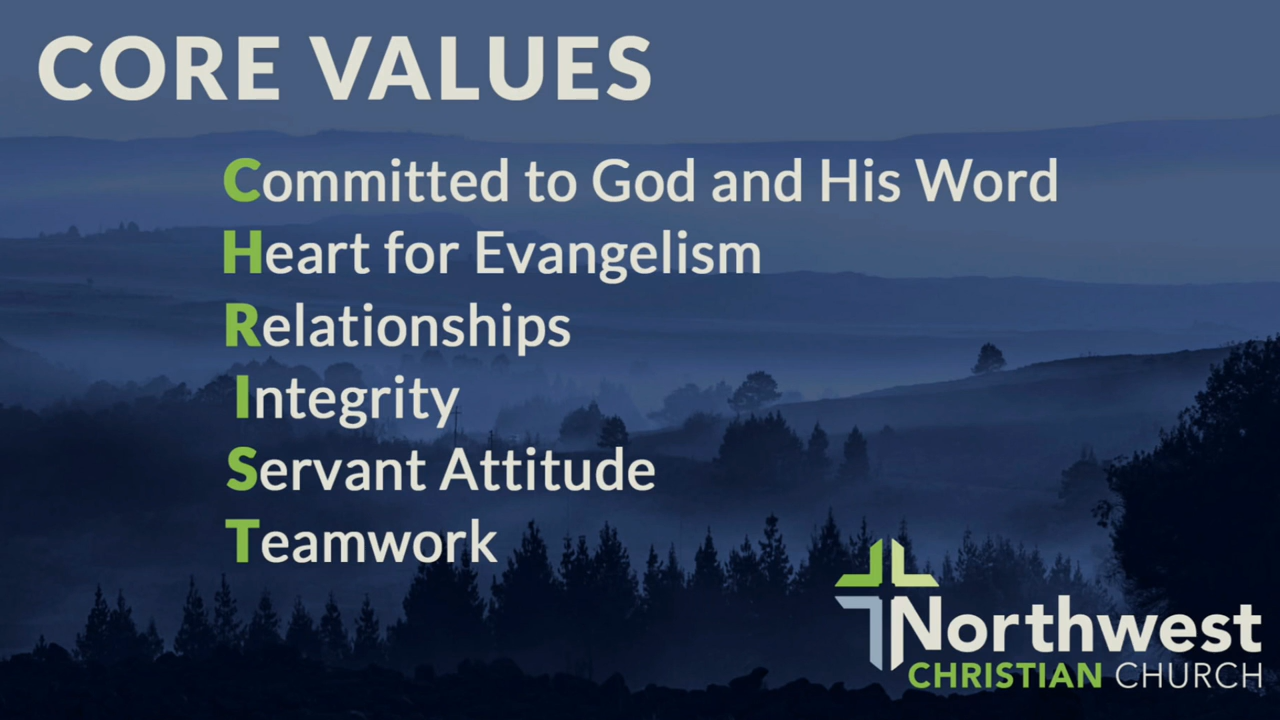 CORE VALUES
Committed to God and His Word
Heart for Evangelism
Relationships
Integrity
Servant Attitude
Teamwork
Northwest
CHRISTIAN CHURCH